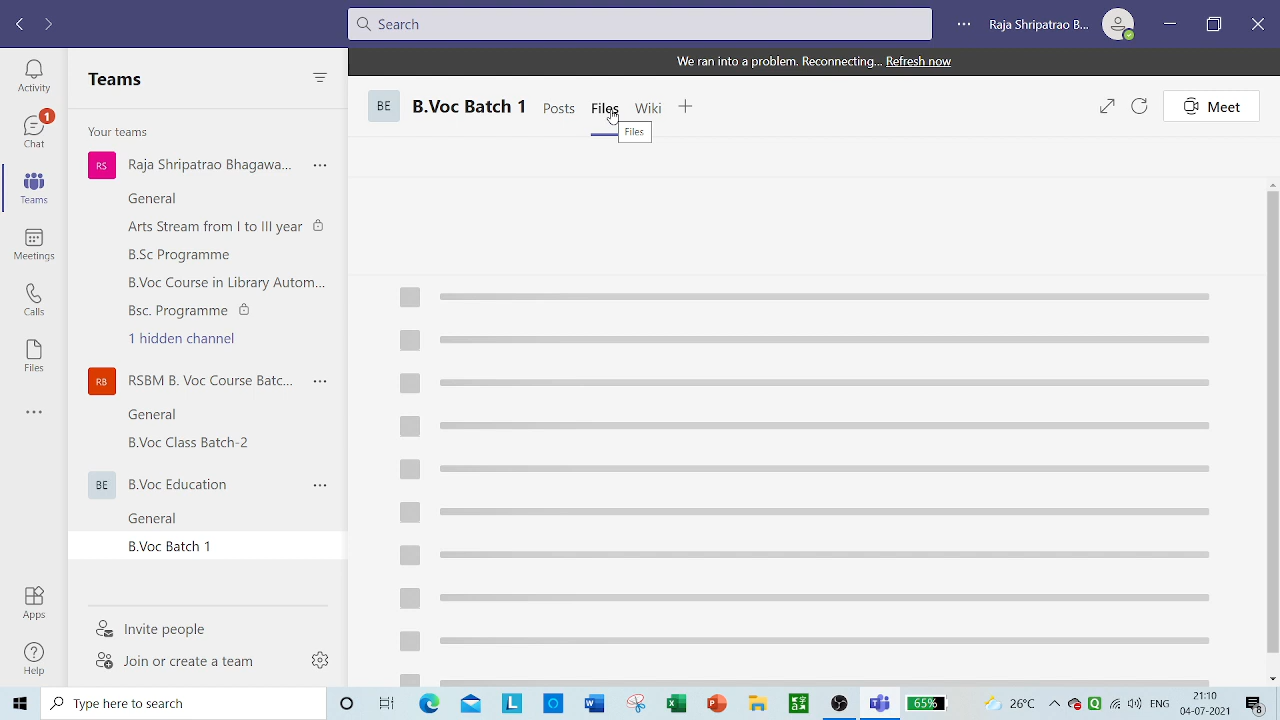 Search
Raja Shripatrao B...
We ran into a problem. Reconnecting... Refresh now
Activity
1
Chat
Teams
Meetings
Calls
Files
Apps
Help
Teams
Your teams
RS Raja Shripatrao Bhagawa...
General
Arts Stream from I to III year
B.Sc Programme
B.Voc Course in Library Autom...
Bsc. Programme
1 hidden channel
RB RSBM B. Voc Course Batc...
General
B.Voc Class Batch-2
BE B.Voc Education
General
B.Voc Batch 1
Invite people
Join or create a team
BE B.Voc Batch 1 Posts Files Wiki Meet
Files
Type here to search
65%
26°C
ENG
21:10
04-07-2021
8